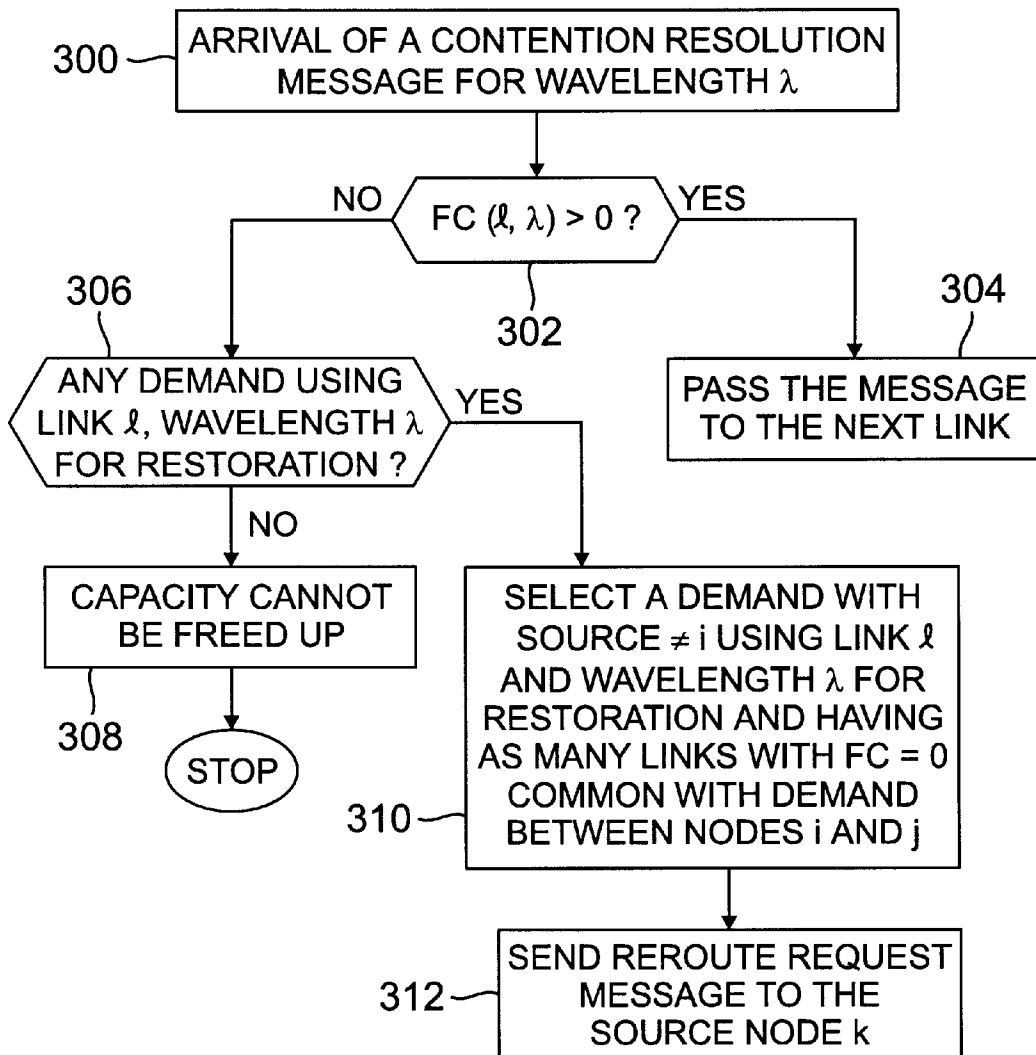 300
ARRIVAL OF A CONTENTION RESOLUTION
MESSAGE FOR WAVELENGTH λ
NO
FC (ℓ, λ) > 0 ?
YES
302
306
ANY DEMAND USING
LINK ℓ, WAVELENGTH λ
FOR RESTORATION ?
YES
304
PASS THE MESSAGE
TO THE NEXT LINK
NO
CAPACITY CANNOT
BE FREED UP
308
STOP
SELECT A DEMAND WITH
SOURCE ≠ i USING LINK ℓ
AND WAVELENGTH λ FOR
RESTORATION AND HAVING
AS MANY LINKS WITH FC = 0
COMMON WITH DEMAND
BETWEEN NODES i AND j
310
SEND REROUTE REQUEST
MESSAGE TO THE
SOURCE NODE k
312